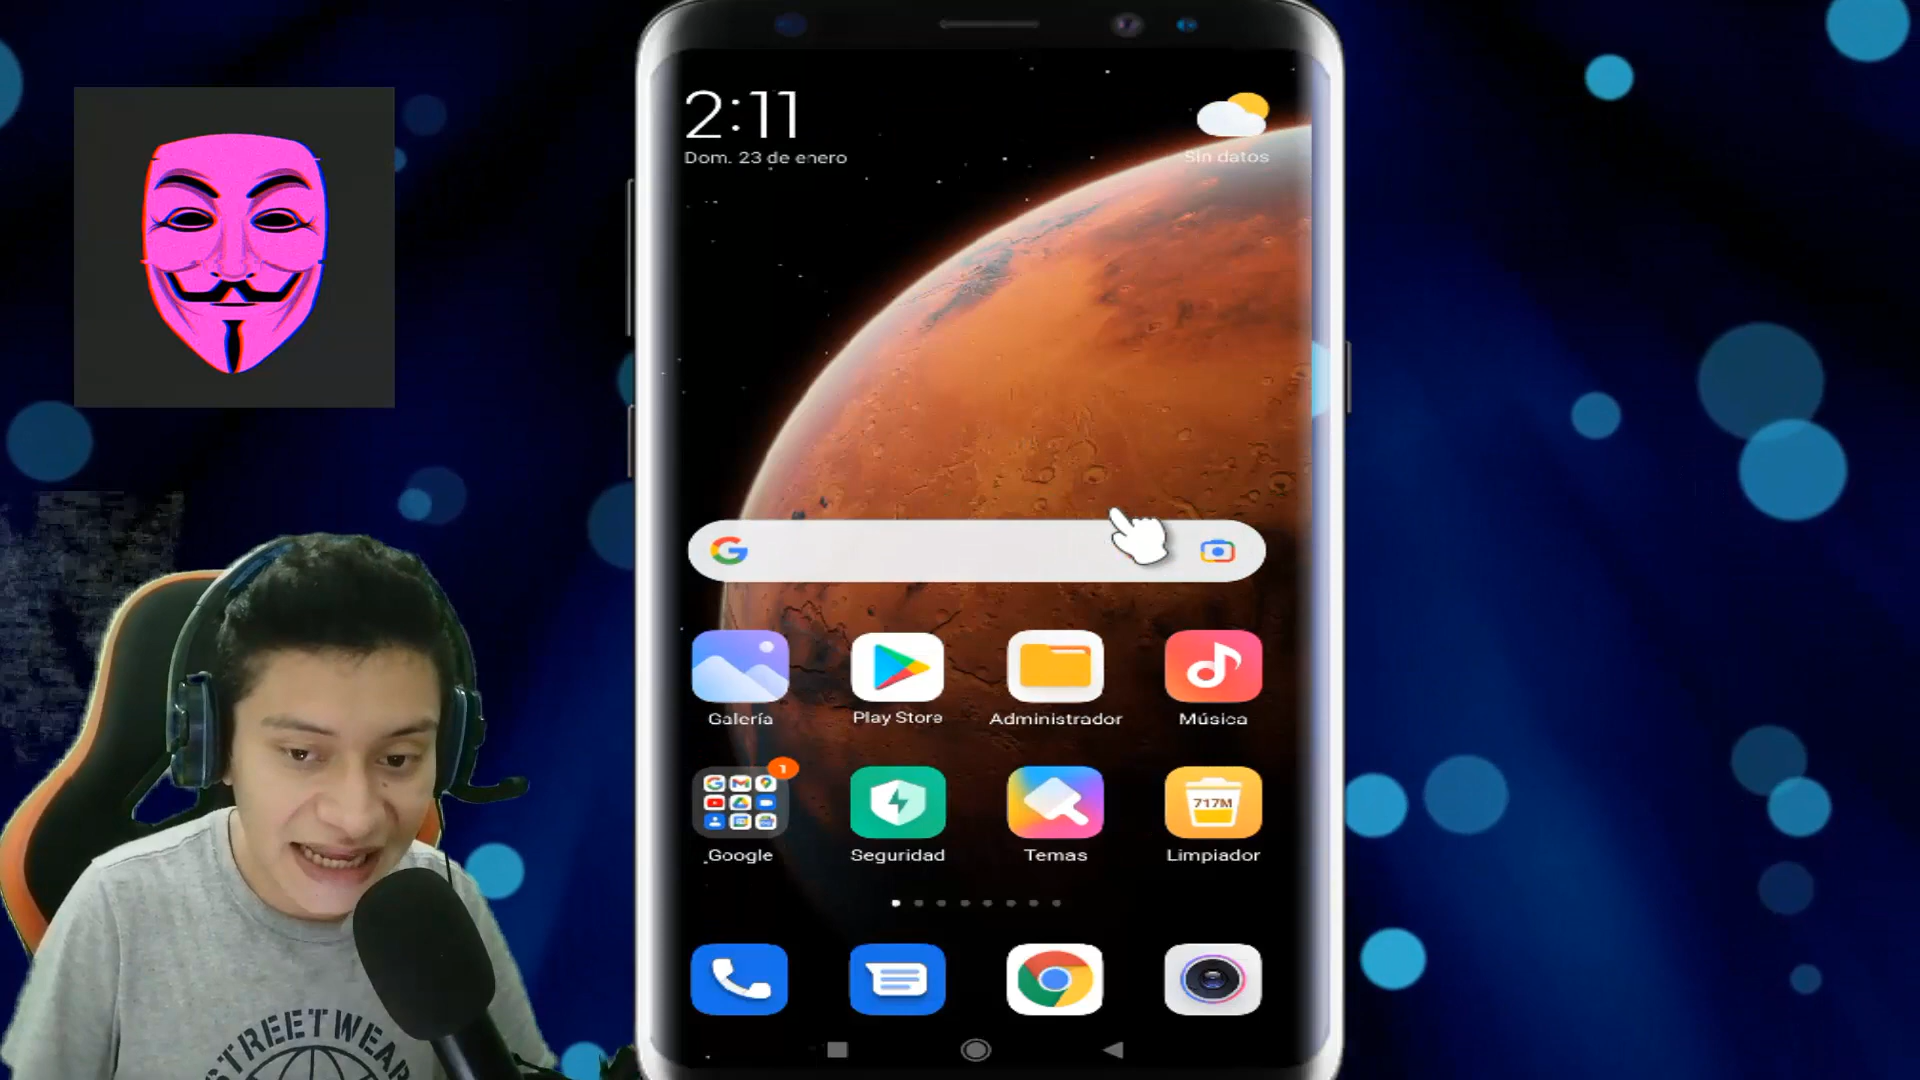 2:11
Dom. 23 de enero
Sin datos
Galería
Play Store
Administrador
Música
1
Google
Seguridad
717M
Temas
Limpiador
STREETWEAR